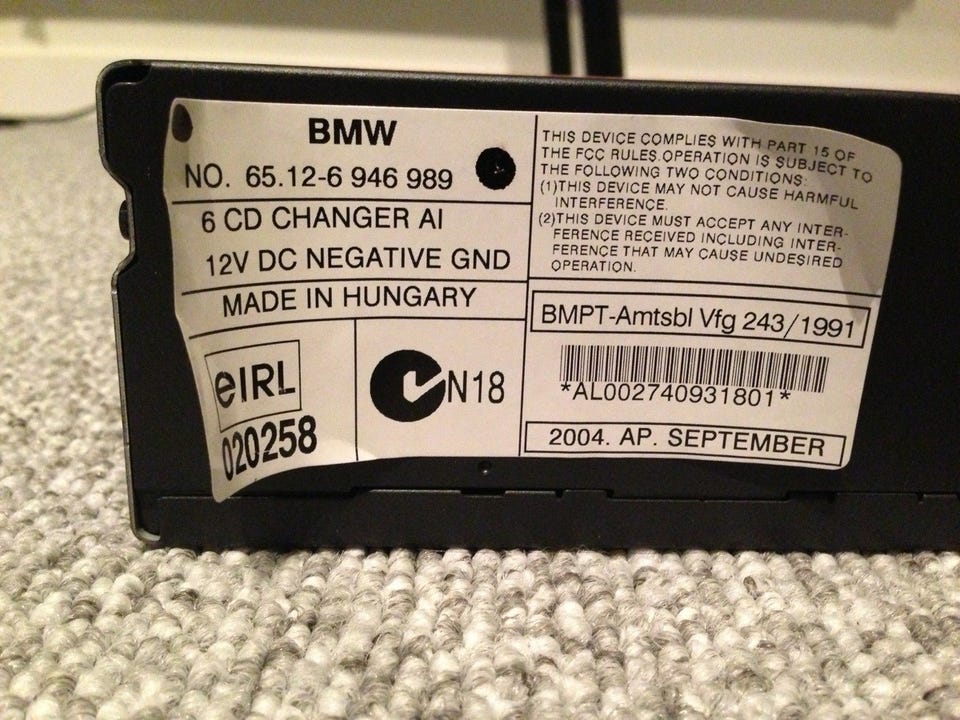 BMW
NO. 65.12-6 946 989
6 CD CHANGER AI
12V DC NEGATIVE GND
MADE IN HUNGARY
eIRL
020258
N18
THIS DEVICE COMPLIES WITH PART 15 OF
THE FCC RULES.OPERATION IS SUBJECT TO
THE FOLLOWING TWO CONDITIONS:
(1)THIS DEVICE MAY NOT CAUSE HARMFUL
INTERFERENCE.
(2)THIS DEVICE MUST ACCEPT ANY INTER-
FERENCE RECEIVED INCLUDING INTER-
FERENCE THAT MAY CAUSE UNDESIRED
OPERATION.
BMPT-Amtsbl Vfg 243/1991
*AL002740931801*
2004. AP. SEPTEMBER